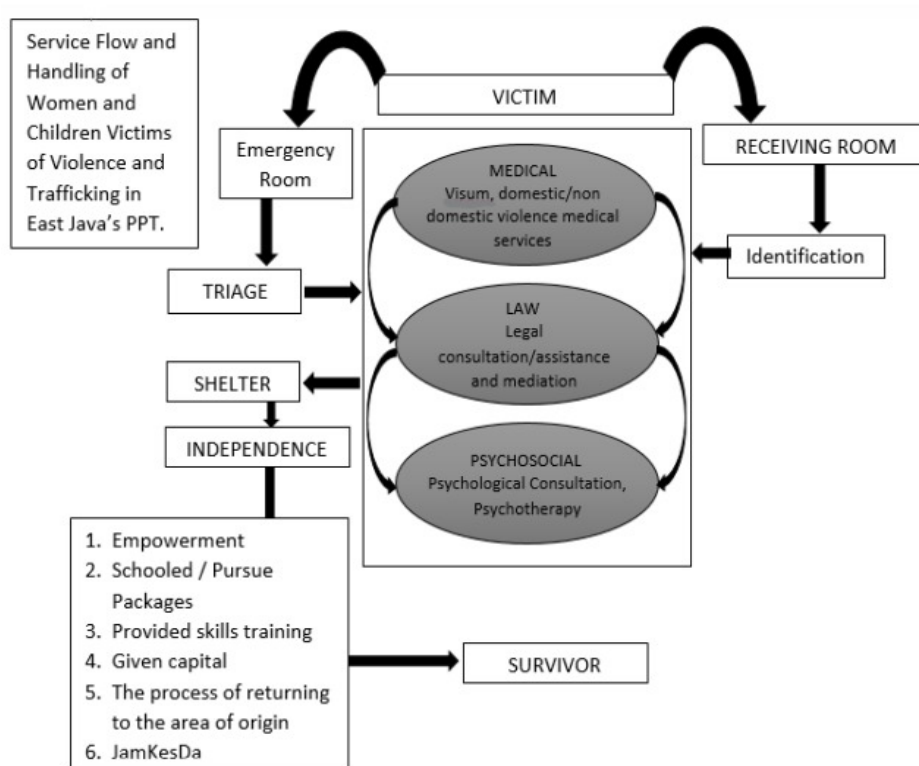 Service Flow and
Handling of
Women and
Children Victims
of Violence and
Trafficking in
East Java's PPT.
VICTIM
Emergency
Room
RECEIVING ROOM
MEDICAL
Visum, domestic/non
domestic violence medical
services
Identification
TRIAGE
LAW
Legal
consultation/assistance
and mediation
SHELTER
INDEPENDENCE
PSYCHOSOCIAL
Psychological Consultation,
Psychotherapy
1. Empowerment
2. Schooled / Pursue
Packages
3. Provided skills training
4. Given capital
5. The process of returning
to the area of origin
6. JamKesDa
SURVIVOR